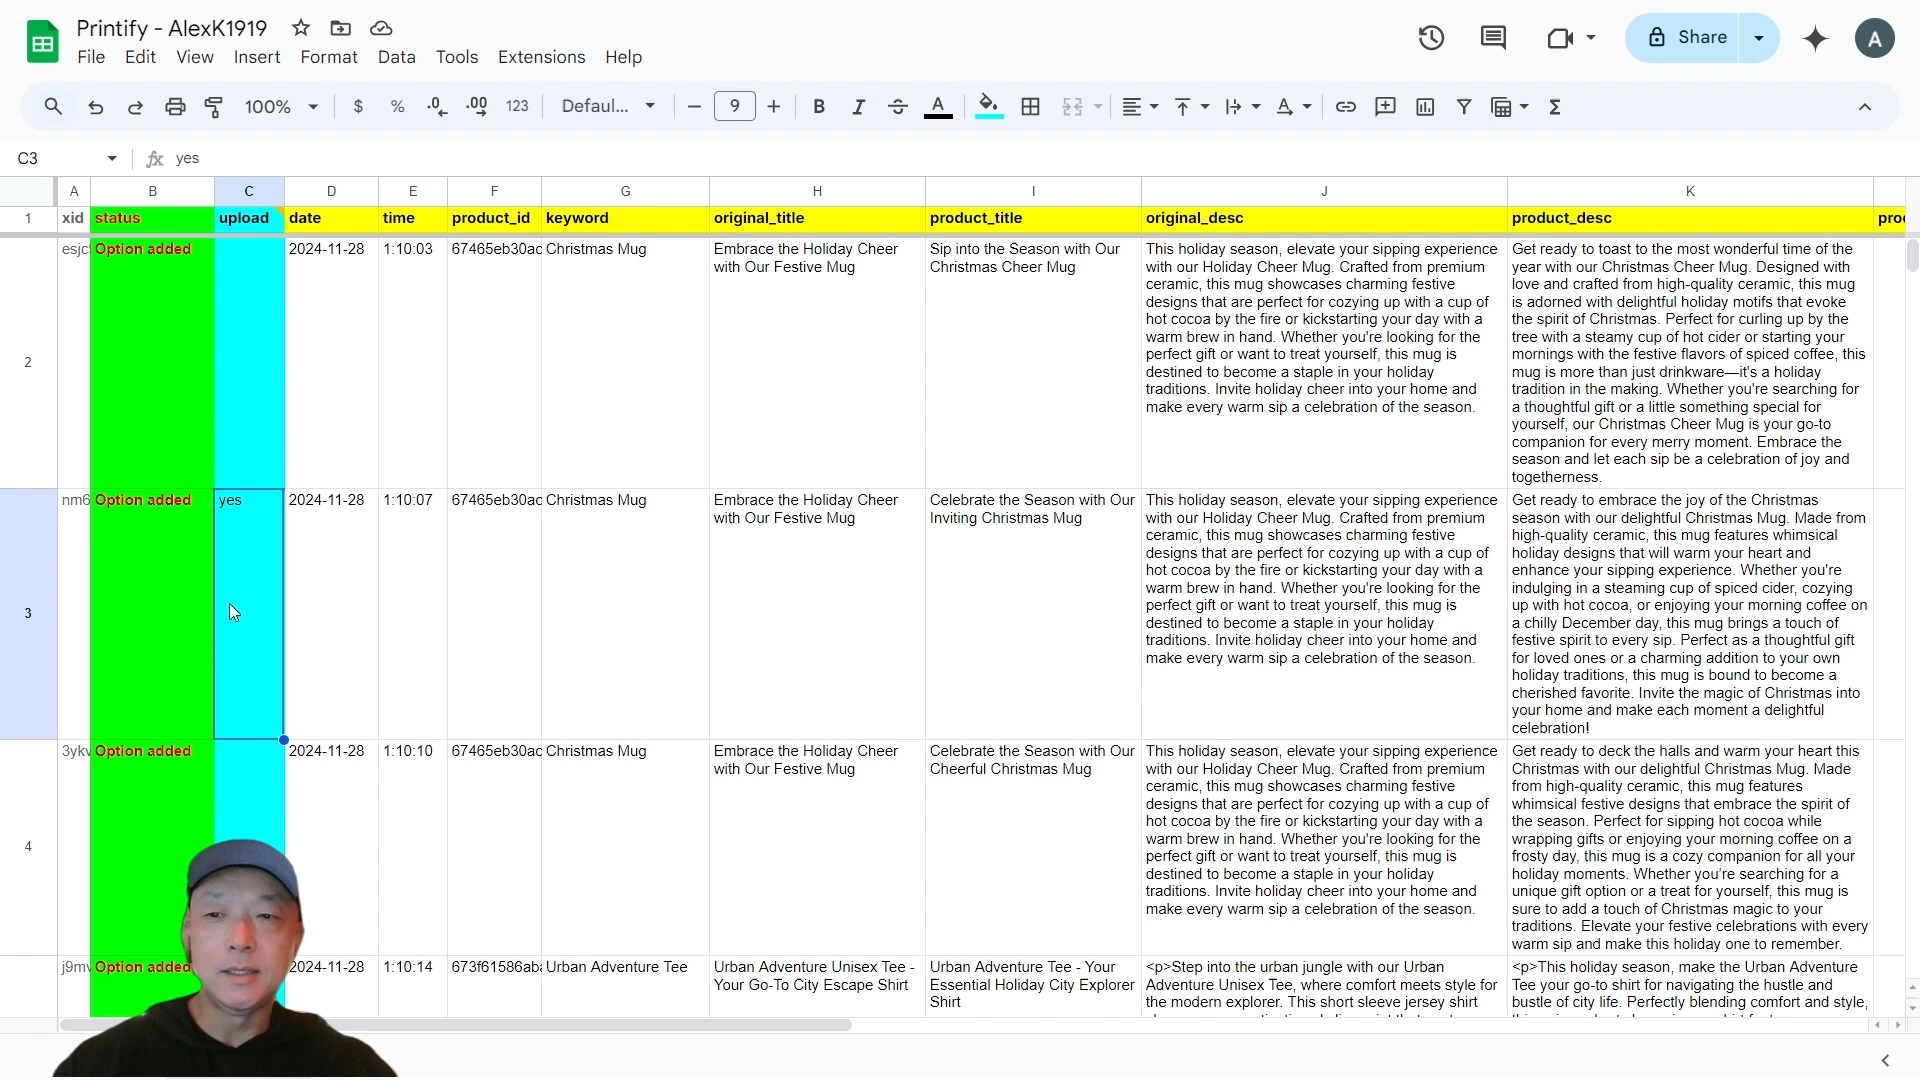 Printify - AlexK1919
File Edit View Insert Format Data Tools Extensions Help
Share
A
100% $ % .0 .00 123 Defaul... 9 B I A
C3 fx yes
A B C D E F G H I J K
1 xid status upload date time product_id keyword original_title product_title original_desc product_desc
2
Option added
2024-11-28
1:10:03
67465eb30ac
Christmas Mug
Embrace the Holiday Cheer
with Our Festive Mug
Sip into the Season with Our
Christmas Cheer Mug
This holiday season, elevate your sipping experience
with our Holiday Cheer Mug. Crafted from premium
ceramic, this mug showcases charming festive
designs that are perfect for cozying up with a cup of
hot cocoa by the fire or kickstarting your day with a
warm brew in hand. Whether you're looking for the
perfect gift or want to treat yourself, this mug is
destined to become a staple in your holiday
traditions. Invite holiday cheer into your home and
make every warm sip a celebration of the season.
Get ready to toast to the most wonderful time of the
year with our Christmas Cheer Mug. Designed with
love and crafted from high-quality ceramic, this mug
is adorned with delightful holiday motifs that evoke
the spirit of Christmas. Perfect for curling up by the
tree with a steamy cup of hot cider or starting your
mornings with the festive flavors of spiced coffee, this
mug is more than just drinkware—it's a holiday
tradition in the making. Whether you're searching for
a thoughtful gift or a little something special for
yourself, our Christmas Cheer Mug is your go-to
companion for every merry moment. Embrace the
season and let each sip be a celebration of joy and
togetherness.
3
nm6
Option added
yes
2024-11-28
1:10:07
67465eb30ac
Christmas Mug
Embrace the Holiday Cheer
with Our Festive Mug
Celebrate the Season with Our
Inviting Christmas Mug
This holiday season, elevate your sipping experience
with our Holiday Cheer Mug. Crafted from premium
ceramic, this mug showcases charming festive
designs that are perfect for cozying up with a cup of
hot cocoa by the fire or kickstarting your day with a
warm brew in hand. Whether you're looking for the
perfect gift or want to treat yourself, this mug is
destined to become a staple in your holiday
traditions. Invite holiday cheer into your home and
make every warm sip a celebration of the season.
Get ready to embrace the joy of the Christmas
season with our delightful Christmas Mug. Made from
high-quality ceramic, this mug features whimsical
holiday designs that will warm your heart and
enhance your sipping experience. Whether you're
indulging in a steaming cup of spiced cider, cozying
up with hot cocoa, or enjoying your morning coffee on
a chilly December day, this mug brings a touch of
festive spirit to every sip. Perfect as a thoughtful gift
for loved ones or a charming addition to your own
holiday traditions, this mug is bound to become a
cherished favorite. Invite the magic of Christmas into
your home and make each moment a delightful
celebration!
4
Option added
2024-11-28
1:10:10
67465eb30ac
Christmas Mug
Embrace the Holiday Cheer
with Our Festive Mug
Celebrate the Season with Our
Cheerful Christmas Mug
This holiday season, elevate your sipping experience
with our Holiday Cheer Mug. Crafted from premium
ceramic, this mug showcases charming festive
designs that are perfect for cozying up with a cup of
hot cocoa by the fire or kickstarting your day with a
warm brew in hand. Whether you're looking for the
perfect gift or want to treat yourself, this mug is
destined to become a staple in your holiday
traditions. Invite holiday cheer into your home and
make every warm sip a celebration of the season.
Get ready to deck the halls and warm your heart this
Christmas with our delightful Christmas Mug. Made
from high-quality ceramic, this mug features
whimsical festive designs that embrace the spirit of
the season. Perfect for sipping hot cocoa while
wrapping gifts or enjoying your morning coffee on a
frosty day, this mug is a cozy companion for all your
holiday moments. Whether you're searching for a
unique gift option or a treat for yourself, this mug is
sure to add a touch of Christmas magic to your
traditions. Elevate your festive celebrations with every
warm sip and make this holiday one to remember.
Option added
2024-11-28
1:10:14
673f61586aba
Urban Adventure Tee
Urban Adventure Unisex Tee -
Your Go-To City Escape Shirt
Urban Adventure Tee - Your
Essential Holiday City Explorer
Shirt
<p>Step into the urban jungle with our Urban
Adventure Unisex Tee, where comfort meets style for
the modern explorer. This short sleeve jersey shirt
<p>This holiday season, make the Urban Adventure
Tee your go-to shirt for navigating the hustle and
bustle of city life. Perfectly blending comfort and style,